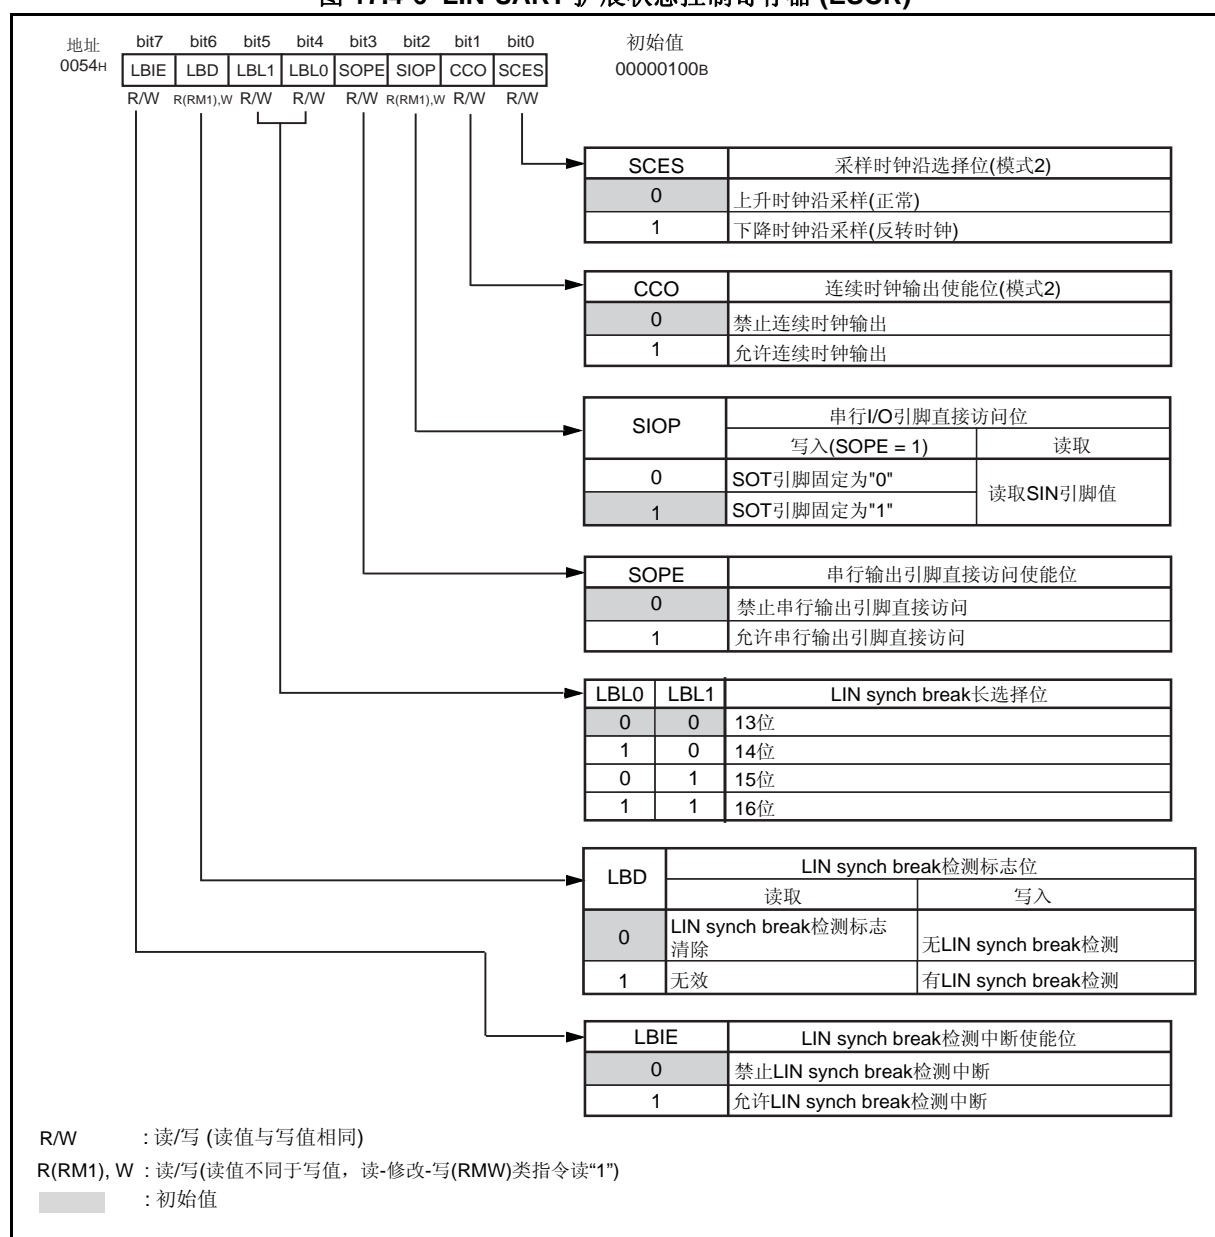 图 17.4-6 LIN-UART 扩展状态控制寄存器 (ESCR)
地址 bit7 bit6 bit5 bit4 bit3 bit2 bit1 bit0 初始值
0054H LBIE LBD LBL1 LBL0 SOPE SIOP CCO SCES 00000100B
R/W R(RM1),W R/W R/W R/W R(RM1),W R/W R/W
SCES 采样时钟沿选择位(模式2)
0 上升时钟沿采样(正常)
1 下降时钟沿采样(反转时钟)
CCO 连续时钟输出使能位(模式2)
0 禁止连续时钟输出
1 允许连续时钟输出
SIOP 串行I/O引脚直接访问位
写入(SOPE = 1) 读取
0 SOT引脚固定为"0" 读取SIN引脚值
1 SOT引脚固定为"1"
SOPE 串行输出引脚直接访问使能位
0 禁止串行输出引脚直接访问
1 允许串行输出引脚直接访问
LBL0 LBL1 LIN synch break长选择位
0 0 13位
1 0 14位
0 1 15位
1 1 16位
LBD LIN synch break检测标志位
读取 写入
0 LIN synch break检测标志
清除 无LIN synch break检测
1 无效 有LIN synch break检测
LBIE LIN synch break检测中断使能位
0 禁止LIN synch break检测中断
1 允许LIN synch break检测中断
R/W : 读/写 (读值与写值相同)
R(RM1), W : 读/写(读值不同于写值，读-修改-写(RMW)类指令读“1”)
: 初始值